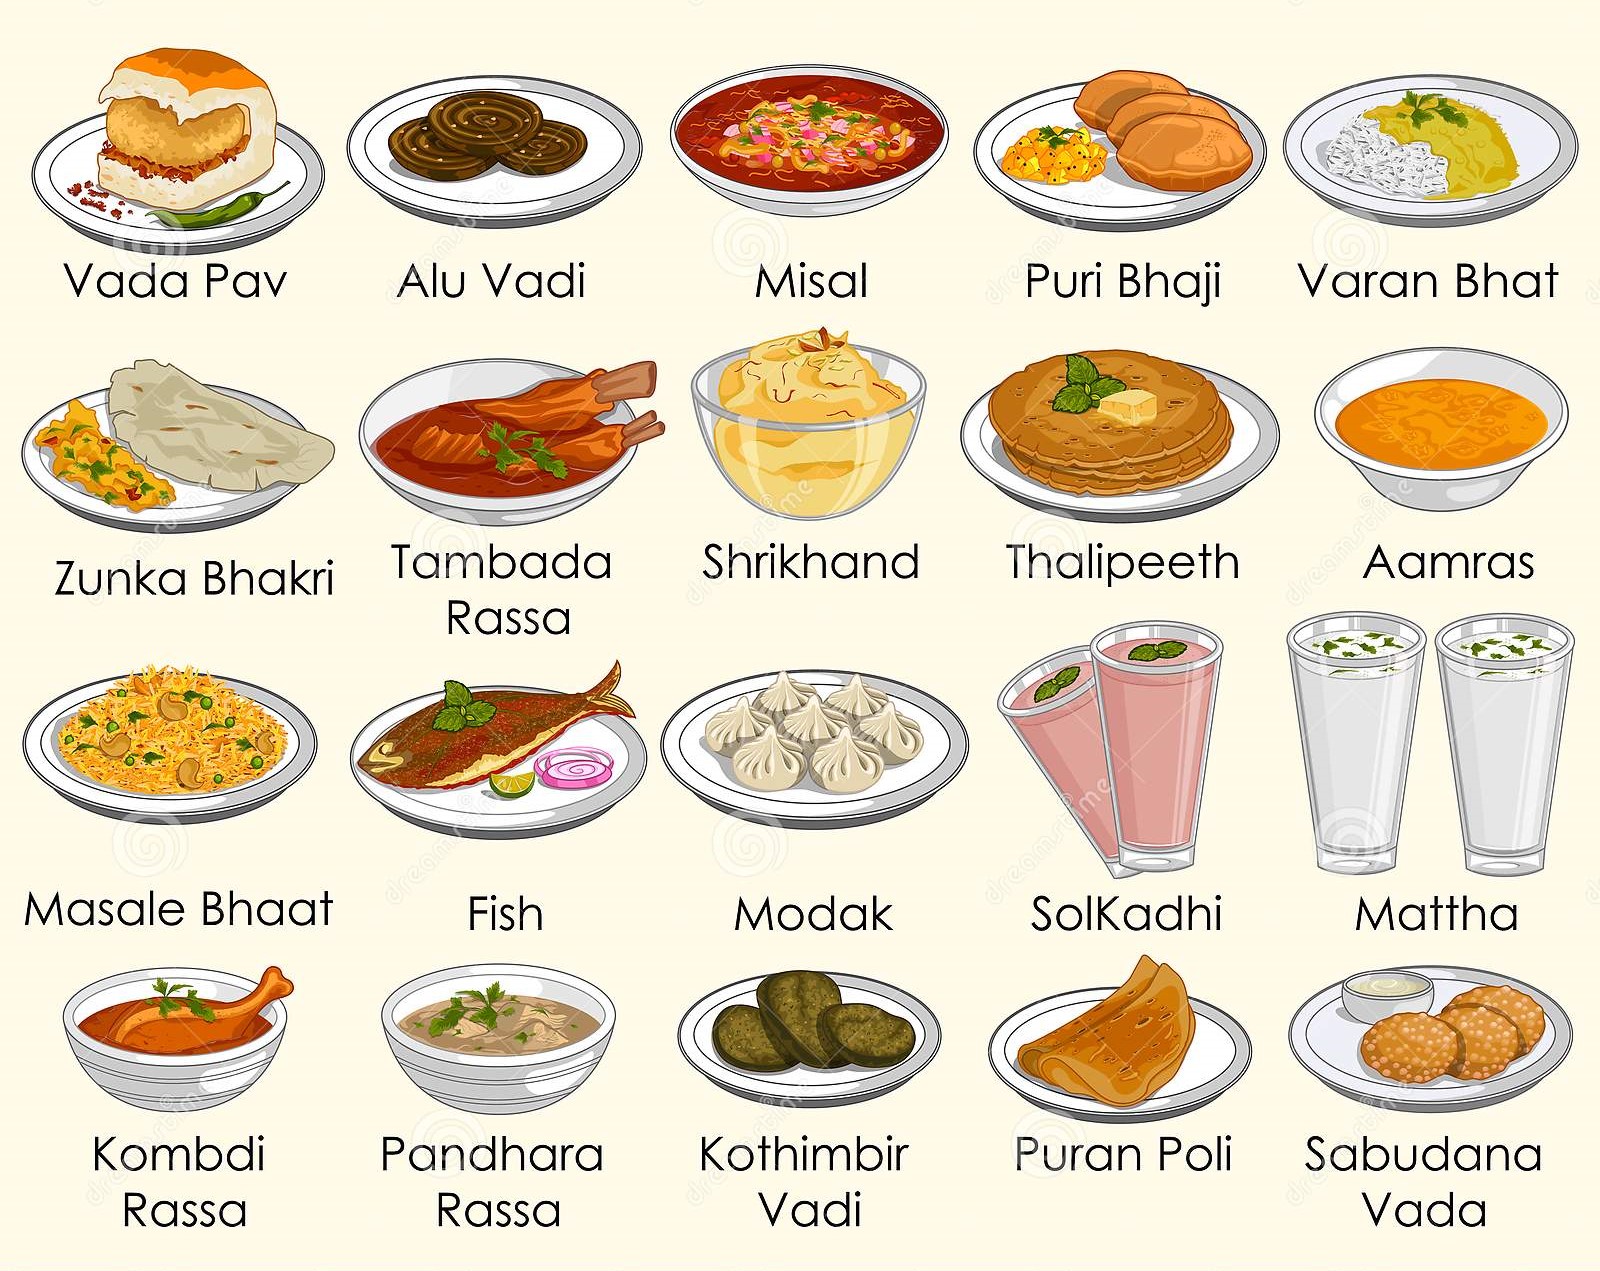 Vada Pav
Alu Vadi
Misal
Puri Bhaji
Varan Bhat
Zunka Bhakri
Tambada
Rassa
Shrikhand
Thalipeeth
Aamras
Masale Bhaat
Fish
Modak
SolKadhi
Mattha
Kombdi
Rassa
Pandhara
Rassa
Kothimbir
Vadi
Puran Poli
Sabudana
Vada
dreamstime